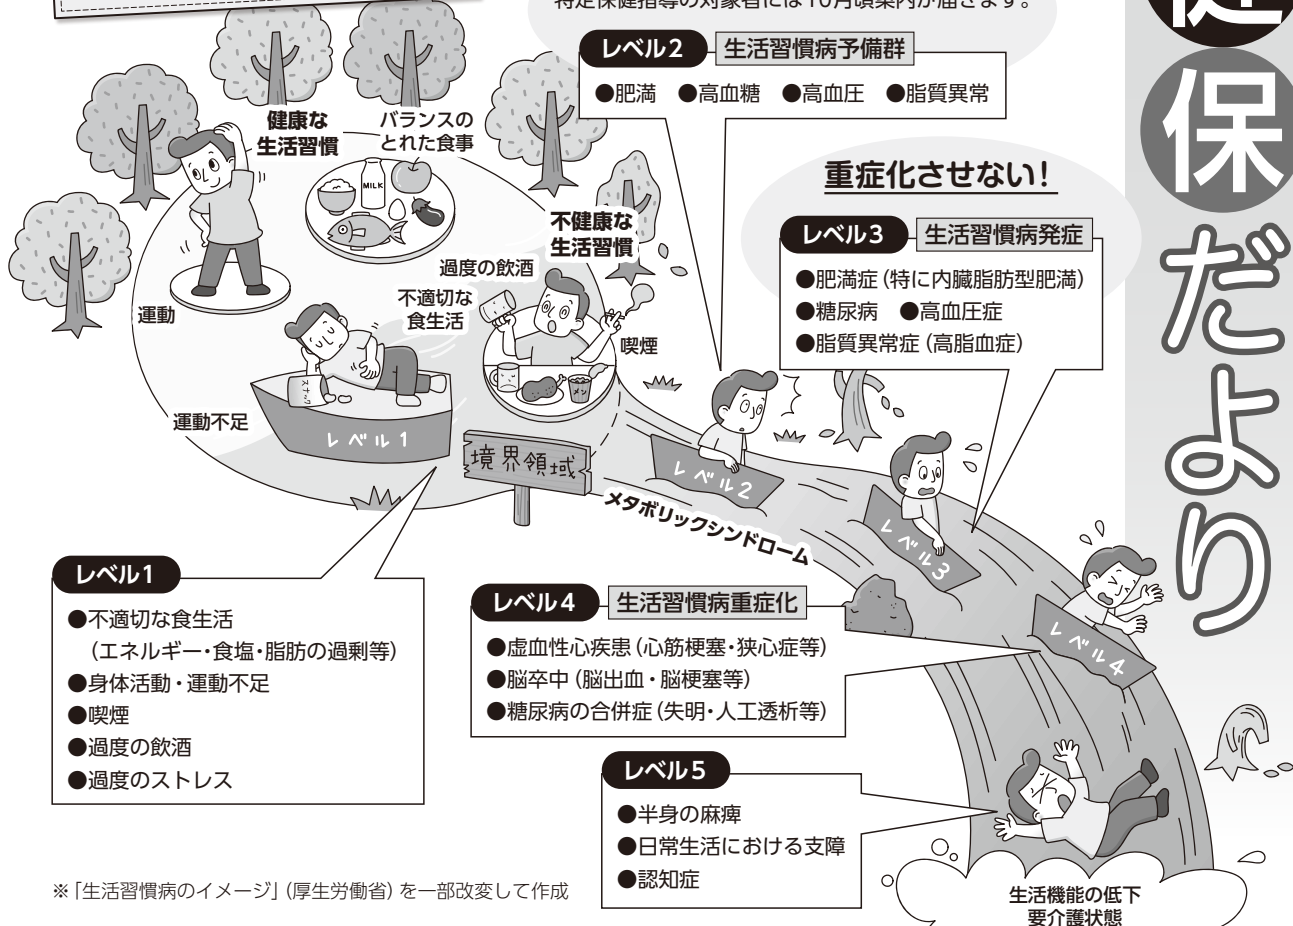 特定保健指導の対象者には10月頃案内が届きます。
健
保
だより
レベル2 生活習慣病予備群
●肥満 ●高血糖 ●高血圧 ●脂質異常
重症化させない!
レベル3 生活習慣病発症
●肥満症(特に内臓脂肪型肥満)
●糖尿病 ●高血圧症
●脂質異常症(高脂血症)
健康な
生活習慣
バランスの
とれた食事
MILK
運動
不健康な
生活習慣
過度の飲酒
不適切な
食生活
喫煙
メン
スナック
運動不足
レベル1
境界領域
メタボリックシンドローム
レベル2
レベル3
レベル4
レベル1
●不適切な食生活
(エネルギー・食塩・脂肪の過剰等)
●身体活動・運動不足
●喫煙
●過度の飲酒
●過度のストレス
レベル4 生活習慣病重症化
●虚血性心疾患(心筋梗塞・狭心症等)
●脳卒中(脳出血・脳梗塞等)
●糖尿病の合併症(失明・人工透析等)
レベル5
●半身の麻痺
●日常生活における支障
●認知症
生活機能の低下
要介護状態
※「生活習慣病のイメージ」(厚生労働省)を一部改変して作成